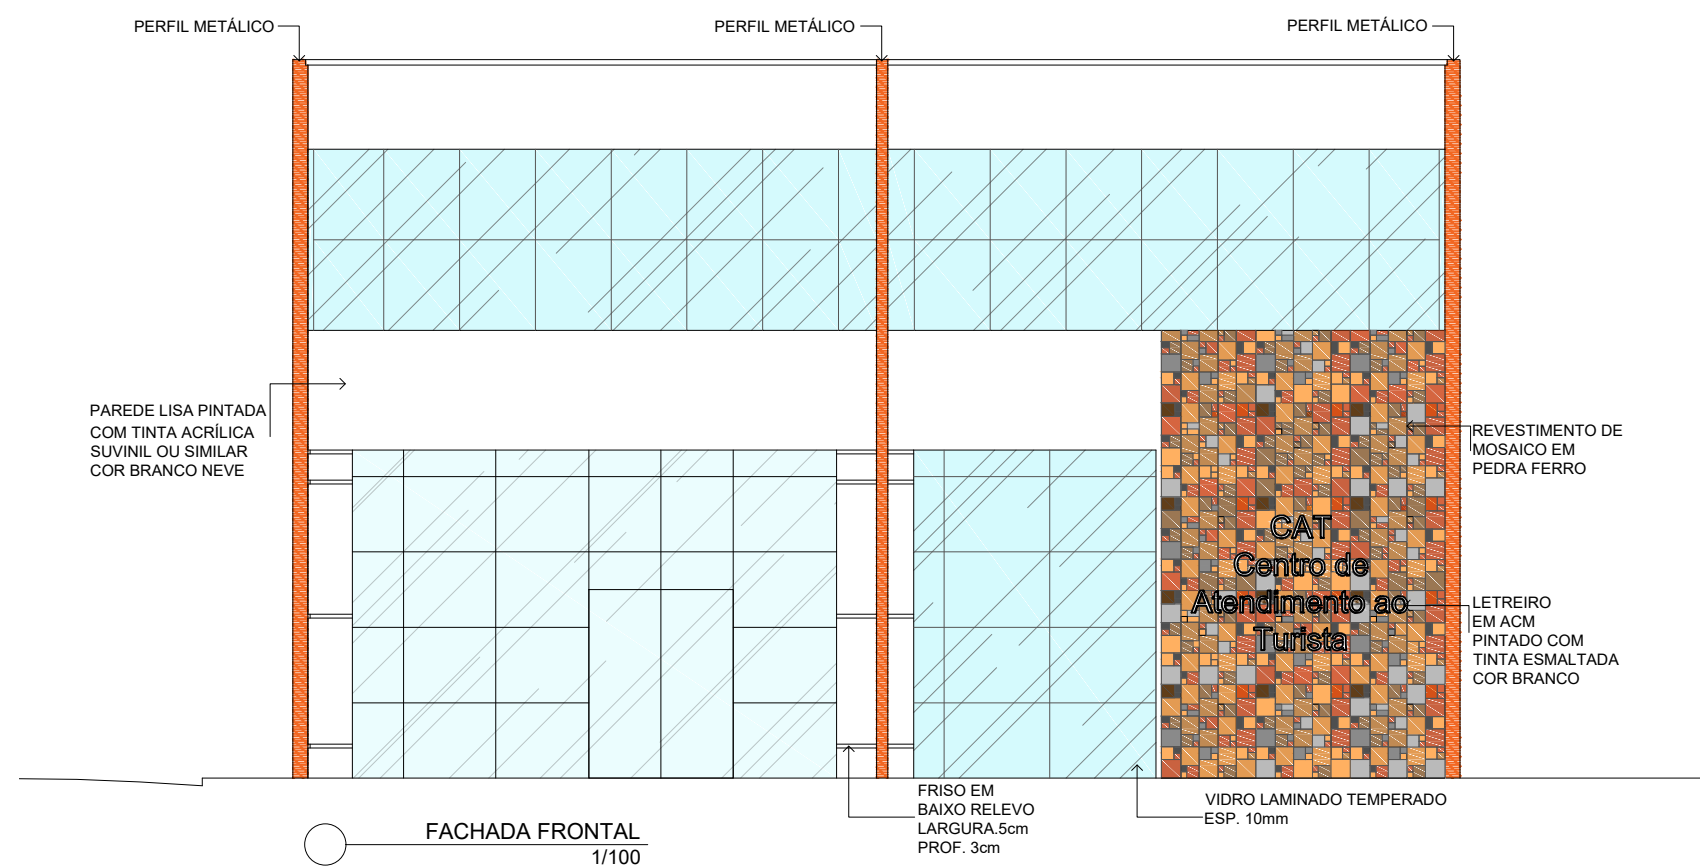 PERFIL METÁLICO
PERFIL METÁLICO
PERFIL METÁLICO
PAREDE LISA PINTADA
COM TINTA ACRÍLICA
SUVINIL OU SIMILAR
COR BRANCO NEVE
REVESTIMENTO DE
MOSAICO EM
PEDRA FERRO
CAT
Centro de
Atendimento ao
Turista
LETREIRO
EM ACM
PINTADO COM
TINTA ESMALTADA
COR BRANCO
FRISO EM
BAIXO RELEVO
LARGURA.5cm
PROF. 3cm
VIDRO LAMINADO TEMPERADO
ESP. 10mm
FACHADA FRONTAL
1/100